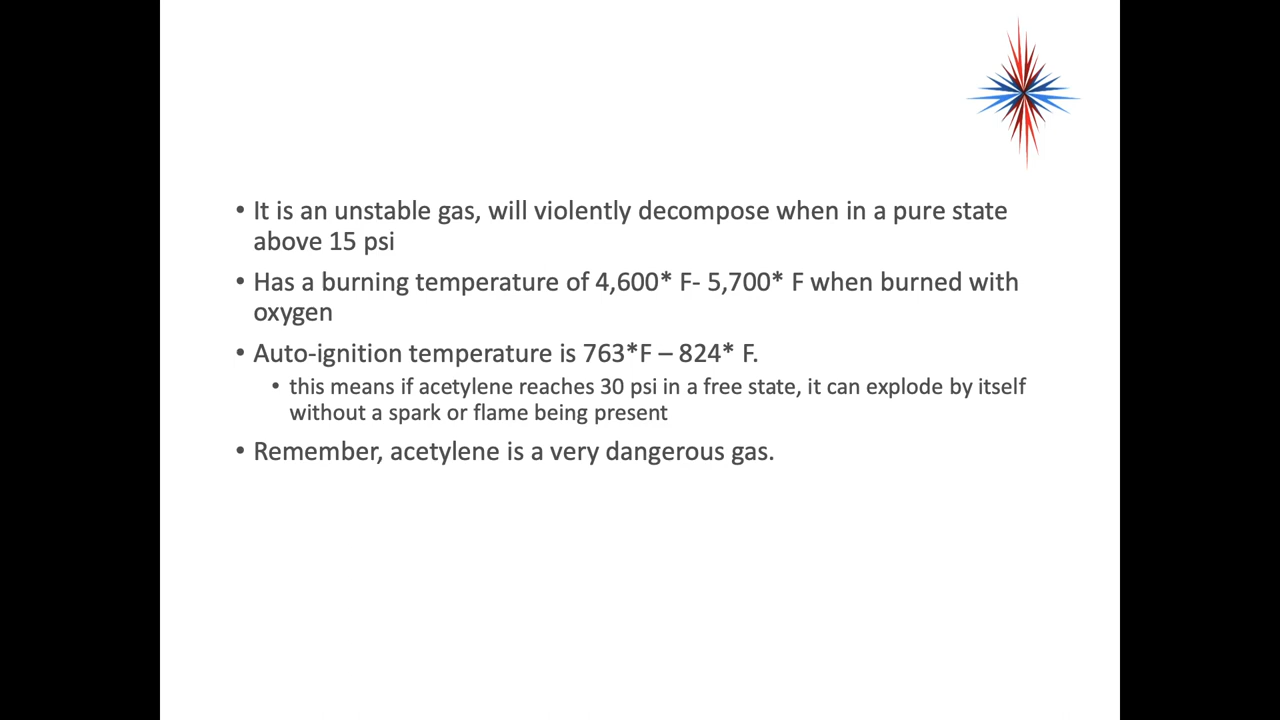 • It is an unstable gas, will violently decompose when in a pure state
above 15 psi
• Has a burning temperature of 4,600* F- 5,700* F when burned with
oxygen
• Auto-ignition temperature is 763*F – 824* F.
• this means if acetylene reaches 30 psi in a free state, it can explode by itself
without a spark or flame being present
• Remember, acetylene is a very dangerous gas.